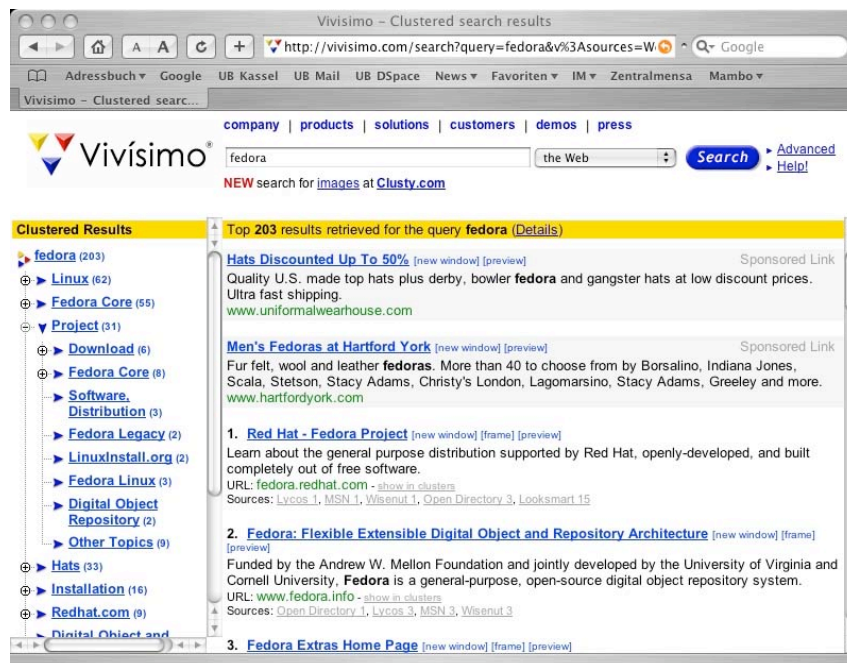 Vivisimo – Clustered search results
A A C + http://vivisimo.com/search?query=fedora&v%3Asources=W Q Google
Adressbuch Google UB Kassel UB Mail UB DSpace News Favoriten IM Zentralmensa Mambo
Vivisimo – Clustered searc...
company | products | solutions | customers | demos | press
Vivísimo®
fedora the Web Search Advanced
Help!
NEW search for images at Clusty.com
Clustered Results
fedora (203)
Linux (62)
Fedora Core (55)
Project (31)
Download (6)
Fedora Core (8)
Software,
Distribution (3)
Fedora Legacy (2)
LinuxInstall.org (2)
Fedora Linux (3)
Digital Object
Repository (2)
Other Topics (9)
Hats (33)
Installation (16)
Redhat.com (9)
Digital Object and
Top 203 results retrieved for the query fedora (Details)
Hats Discounted Up To 50% [new window] [preview] Sponsored Link
Quality U.S. made top hats plus derby, bowler fedora and gangster hats at low discount prices.
Ultra fast shipping.
www.uniformalwearhouse.com
Men's Fedoras at Hartford York [new window] [preview] Sponsored Link
Fur felt, wool and leather fedoras. More than 40 to choose from by Borsalino, Indiana Jones,
Scala, Stetson, Stacy Adams, Christy's London, Lagomarsino, Stacy Adams, Greeley and more.
www.hartfordyork.com
1. Red Hat - Fedora Project [new window] [frame] [preview]
Learn about the general purpose distribution supported by Red Hat, openly-developed, and built
completely out of free software.
URL: fedora.redhat.com - show in clusters
Sources: Lycos 1, MSN 1, Wisenut 1, Open Directory 3, Looksmart 15
2. Fedora: Flexible Extensible Digital Object and Repository Architecture [new window] [frame]
[preview]
Funded by the Andrew W. Mellon Foundation and jointly developed by the University of Virginia and
Cornell University, Fedora is a general-purpose, open-source digital object repository system.
URL: www.fedora.info - show in clusters
Sources: Open Directory 1, Lycos 3, MSN 3, Wisenut 3
3. Fedora Extras Home Page [new window] [frame] [preview]